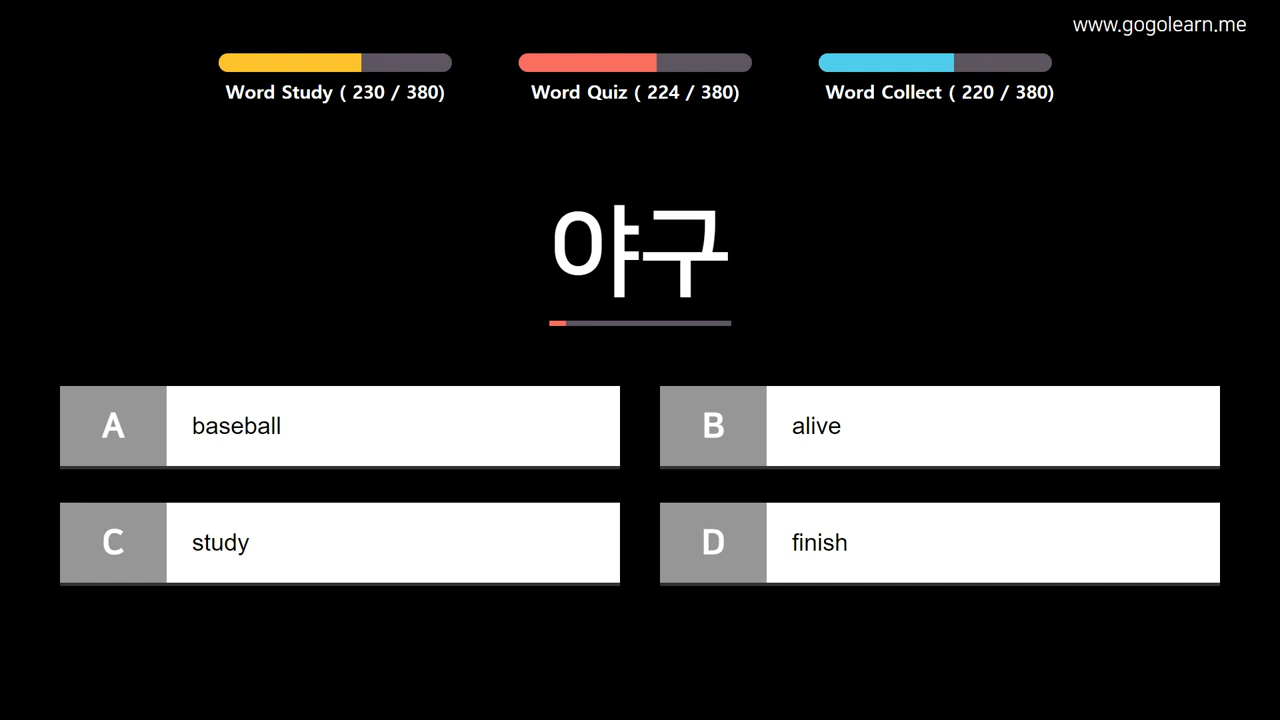 www.gogolearn.me
Word Study ( 230 / 380)
Word Quiz ( 224 / 380)
Word Collect ( 220 / 380)
야구
A baseball
B alive
C study
D finish